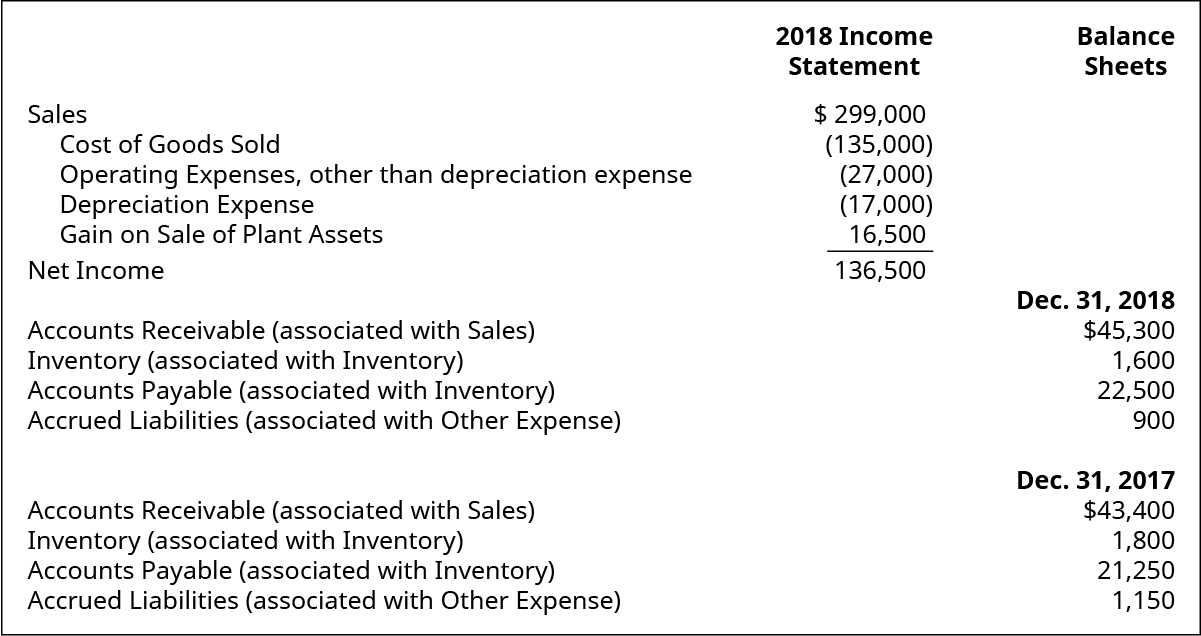 2018 Income Balance
Statement Sheets
Sales $ 299,000
Cost of Goods Sold (135,000)
Operating Expenses, other than depreciation expense (27,000)
Depreciation Expense (17,000)
Gain on Sale of Plant Assets 16,500
Net Income 136,500
Dec. 31, 2018
Accounts Receivable (associated with Sales) $45,300
Inventory (associated with Inventory) 1,600
Accounts Payable (associated with Inventory) 22,500
Accrued Liabilities (associated with Other Expense) 900
Dec. 31, 2017
Accounts Receivable (associated with Sales) $43,400
Inventory (associated with Inventory) 1,800
Accounts Payable (associated with Inventory) 21,250
Accrued Liabilities (associated with Other Expense) 1,150